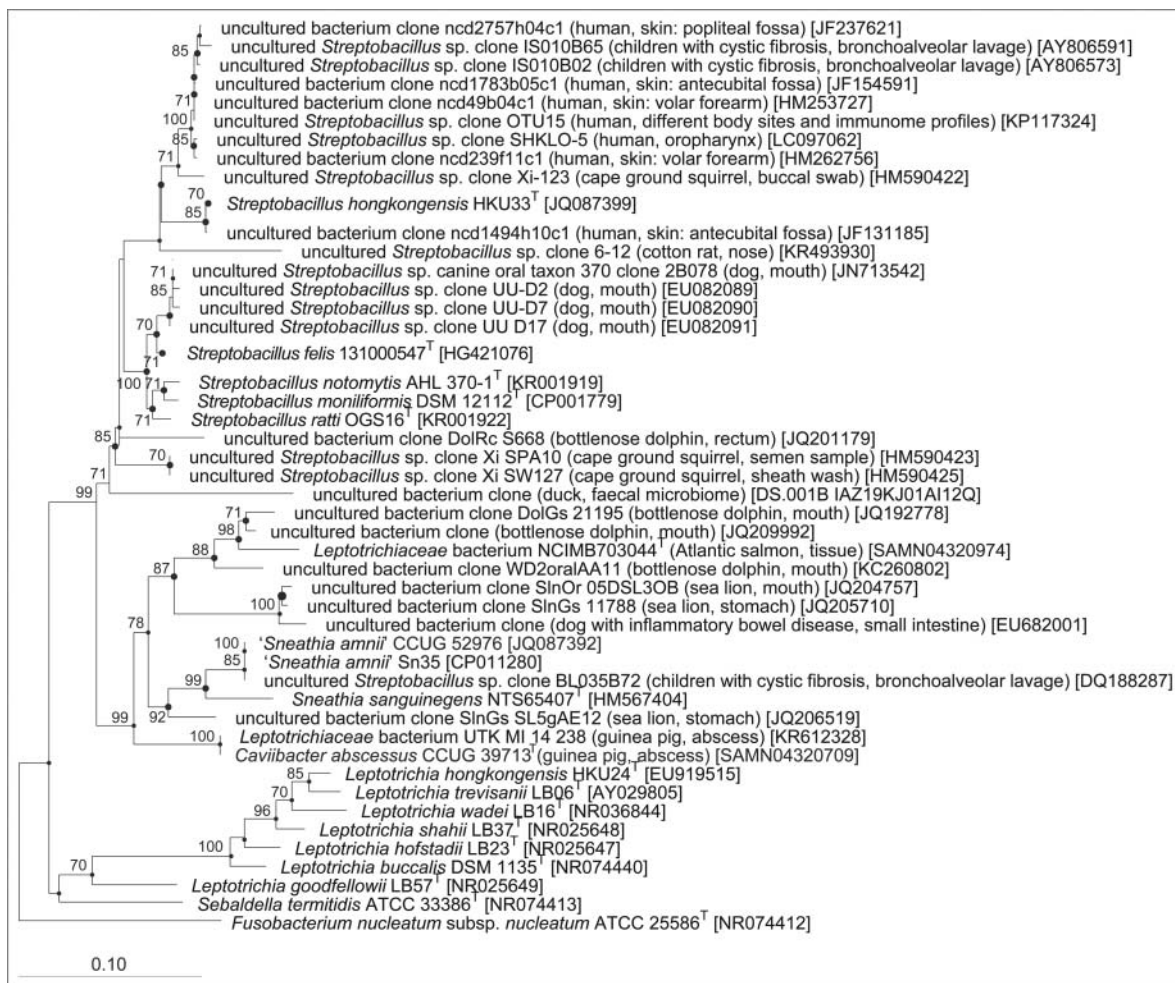 uncultured bacterium clone ncd2757h04c1 (human, skin: popliteal fossa) [JF237621]
85
uncultured Streptobacillus sp. clone IS010B65 (children with cystic fibrosis, bronchoalveolar lavage) [AY806591]
uncultured Streptobacillus sp. clone IS010B02 (children with cystic fibrosis, bronchoalveolar lavage) [AY806573]
uncultured bacterium clone ncd1783b05c1 (human, skin: antecubital fossa) [JF154591]
71
uncultured bacterium clone ncd49b04c1 (human, skin: volar forearm) [HM253727]
100
uncultured Streptobacillus sp. clone OTU15 (human, different body sites and immunome profiles) [KP117324]
85
uncultured Streptobacillus sp. clone SHKLO-5 (human, oropharynx) [LC097062]
71
uncultured bacterium clone ncd239f11c1 (human, skin: volar forearm) [HM262756]
uncultured Streptobacillus sp. clone Xi-123 (cape ground squirrel, buccal swab) [HM590422]
70
Streptobacillus hongkongensis HKU33T [JQ087399]
85
uncultured bacterium clone ncd1494h10c1 (human, skin: antecubital fossa) [JF131185]
uncultured Streptobacillus sp. clone 6-12 (cotton rat, nose) [KR493930]
71
uncultured Streptobacillus sp. canine oral taxon 370 clone 2B078 (dog, mouth) [JN713542]
85
uncultured Streptobacillus sp. clone UU-D2 (dog, mouth) [EU082089]
uncultured Streptobacillus sp. clone UU-D7 (dog, mouth) [EU082090]
70
uncultured Streptobacillus sp. clone UU D17 (dog, mouth) [EU082091]
71
Streptobacillus felis 131000547T [HG421076]
100 71
Streptobacillus notomytis AHL 370-1T [KR001919]
Streptobacillus moniliformis DSM 12112T [CP001779]
71
Streptobacillus ratti OGS16T [KR001922]
85
uncultured bacterium clone DolRc S668 (bottlenose dolphin, rectum) [JQ201179]
70
uncultured Streptobacillus sp. clone Xi SPA10 (cape ground squirrel, semen sample) [HM590423]
71
uncultured Streptobacillus sp. clone Xi SW127 (cape ground squirrel, sheath wash) [HM590425]
99
uncultured bacterium clone (duck, faecal microbiome) [DS.001B IAZ19KJ01AI12Q]
71
uncultured bacterium clone DolGs 21195 (bottlenose dolphin, mouth) [JQ192778]
98
uncultured bacterium clone (bottlenose dolphin, mouth) [JQ209992]
88
Leptotrichiaceae bacterium NCIMB703044T (Atlantic salmon, tissue) [SAMN04320974]
87
uncultured bacterium clone WD2oralAA11 (bottlenose dolphin, mouth) [KC260802]
uncultured bacterium clone SlnOr 05DSL3OB (sea lion, mouth) [JQ204757]
100
uncultured bacterium clone SlnGs 11788 (sea lion, stomach) [JQ205710]
78
uncultured bacterium clone (dog with inflammatory bowel disease, small intestine) [EU682001]
100
'Sneathia amnii' CCUG 52976 [JQ087392]
85
'Sneathia amnii' Sn35 [CP011280]
99
uncultured Streptobacillus sp. clone BL035B72 (children with cystic fibrosis, bronchoalveolar lavage) [DQ188287]
Sneathia sanguinegens NTS65407T [HM567404]
99
92
uncultured bacterium clone SlnGs SL5gAE12 (sea lion, stomach) [JQ206519]
100
Leptotrichiaceae bacterium UTK MI 14 238 (guinea pig, abscess) [KR612328]
Caviibacter abscessus CCUG 39713T (guinea pig, abscess) [SAMN04320709]
85
Leptotrichia hongkongensis HKU24T [EU919515]
70
Leptotrichia trevisanii LB06T [AY029805]
96
Leptotrichia wadei LB16T [NR036844]
Leptotrichia shahii LB37T [NR025648]
100
Leptotrichia hofstadii LB23T [NR025647]
70
Leptotrichia buccalis DSM 1135T [NR074440]
Leptotrichia goodfellowii LB57T [NR025649]
Sebaldella termitidis ATCC 33386T [NR074413]
Fusobacterium nucleatum subsp. nucleatum ATCC 25586T [NR074412]
0.10